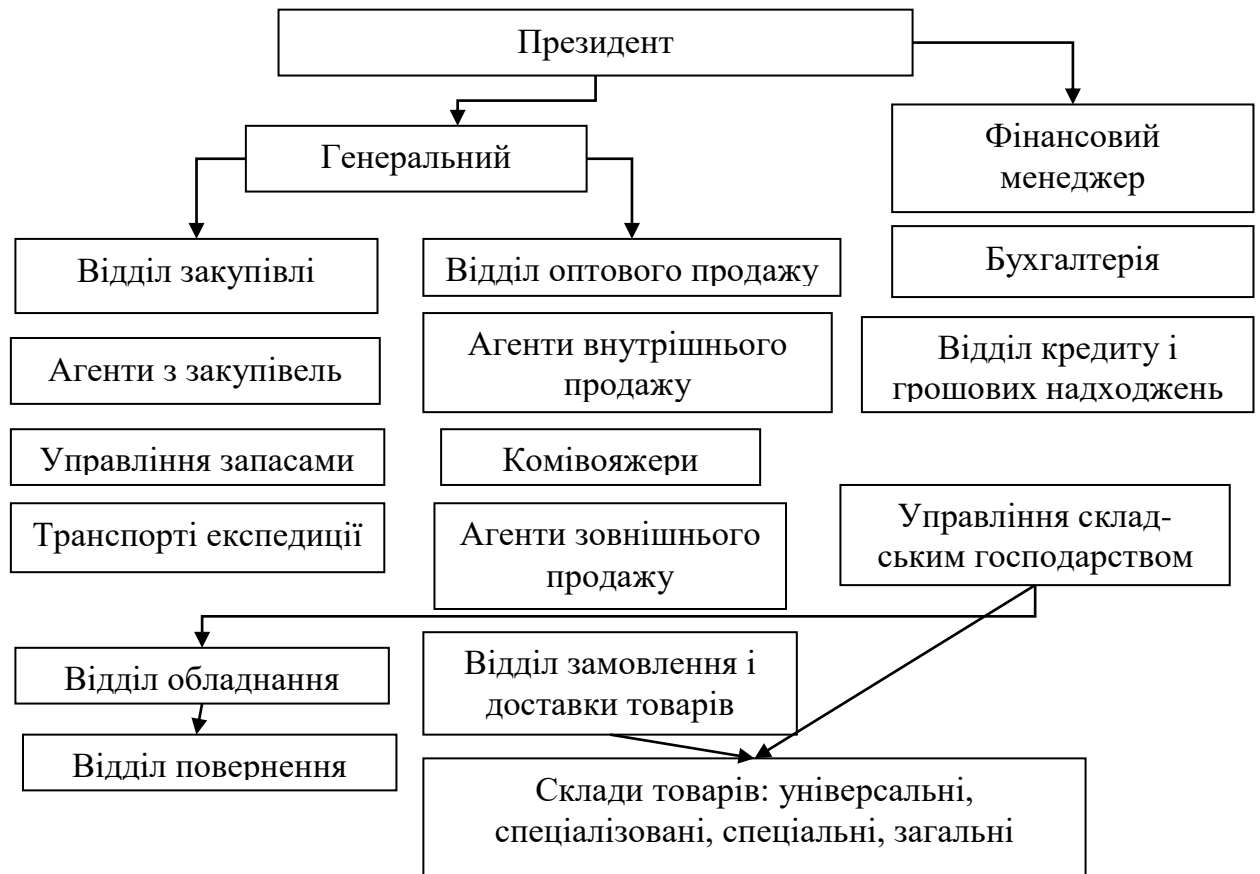 Президент
Генеральний
Фінансовий
менеджер
Відділ закупівлі
Відділ оптового продажу
Бухгалтерія
Агенти з закупівель
Агенти внутрішнього
продажу
Відділ кредиту і
грошових надходжень
Управління запасами
Комівояжери
Транспорті експедиції
Агенти зовнішнього
продажу
Управління склад-
ським господарством
Відділ обладнання
Відділ замовлення і
доставки товарів
Відділ повернення
Склади товарів: універсальні,
спеціалізовані, спеціальні, загальні